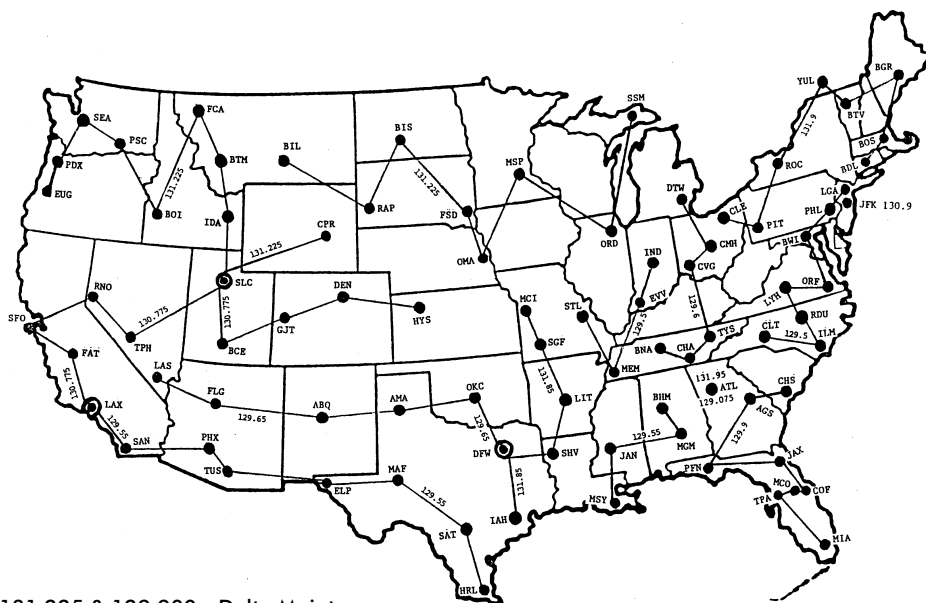 SSM
YUL
BGR
BTV
BOS
131.9
ROC
BDL
LGA
JFK 130.9
PHL
BWI
CLE
PIT
DTW
CMH
CVG
FCA
SEA
PSC
PDX
EUG
131.225
BOI
BTM
IDA
BIL
BIS
131.225
RAP
FSD
MSP
OMA
ORD
CPR
131.225
SLC
RNO
SFO
130.775
TPH
130.775
BCE
GJT
DEN
HYS
FAT
130.775
LAX
129.55
SAN
LAS
FLG
129.65
PHX
TUS
ABQ
AMA
OKC
129.65
DFW
131.85
IAH
ELP
MAF
129.55
SAT
HRL
MCI
SGF
131.85
LIT
SHV
STL
IND
EVV
129.5
MEM
129.6
TYS
BNA
CHA
LYH
ORF
RDU
CLT
129.5
ILM
131.95
ATL
129.075
CHS
AGS
129.9
BHM
129.55
MGM
JAN
MSY
PFN
JAX
MCO
COF
TPA
MIA